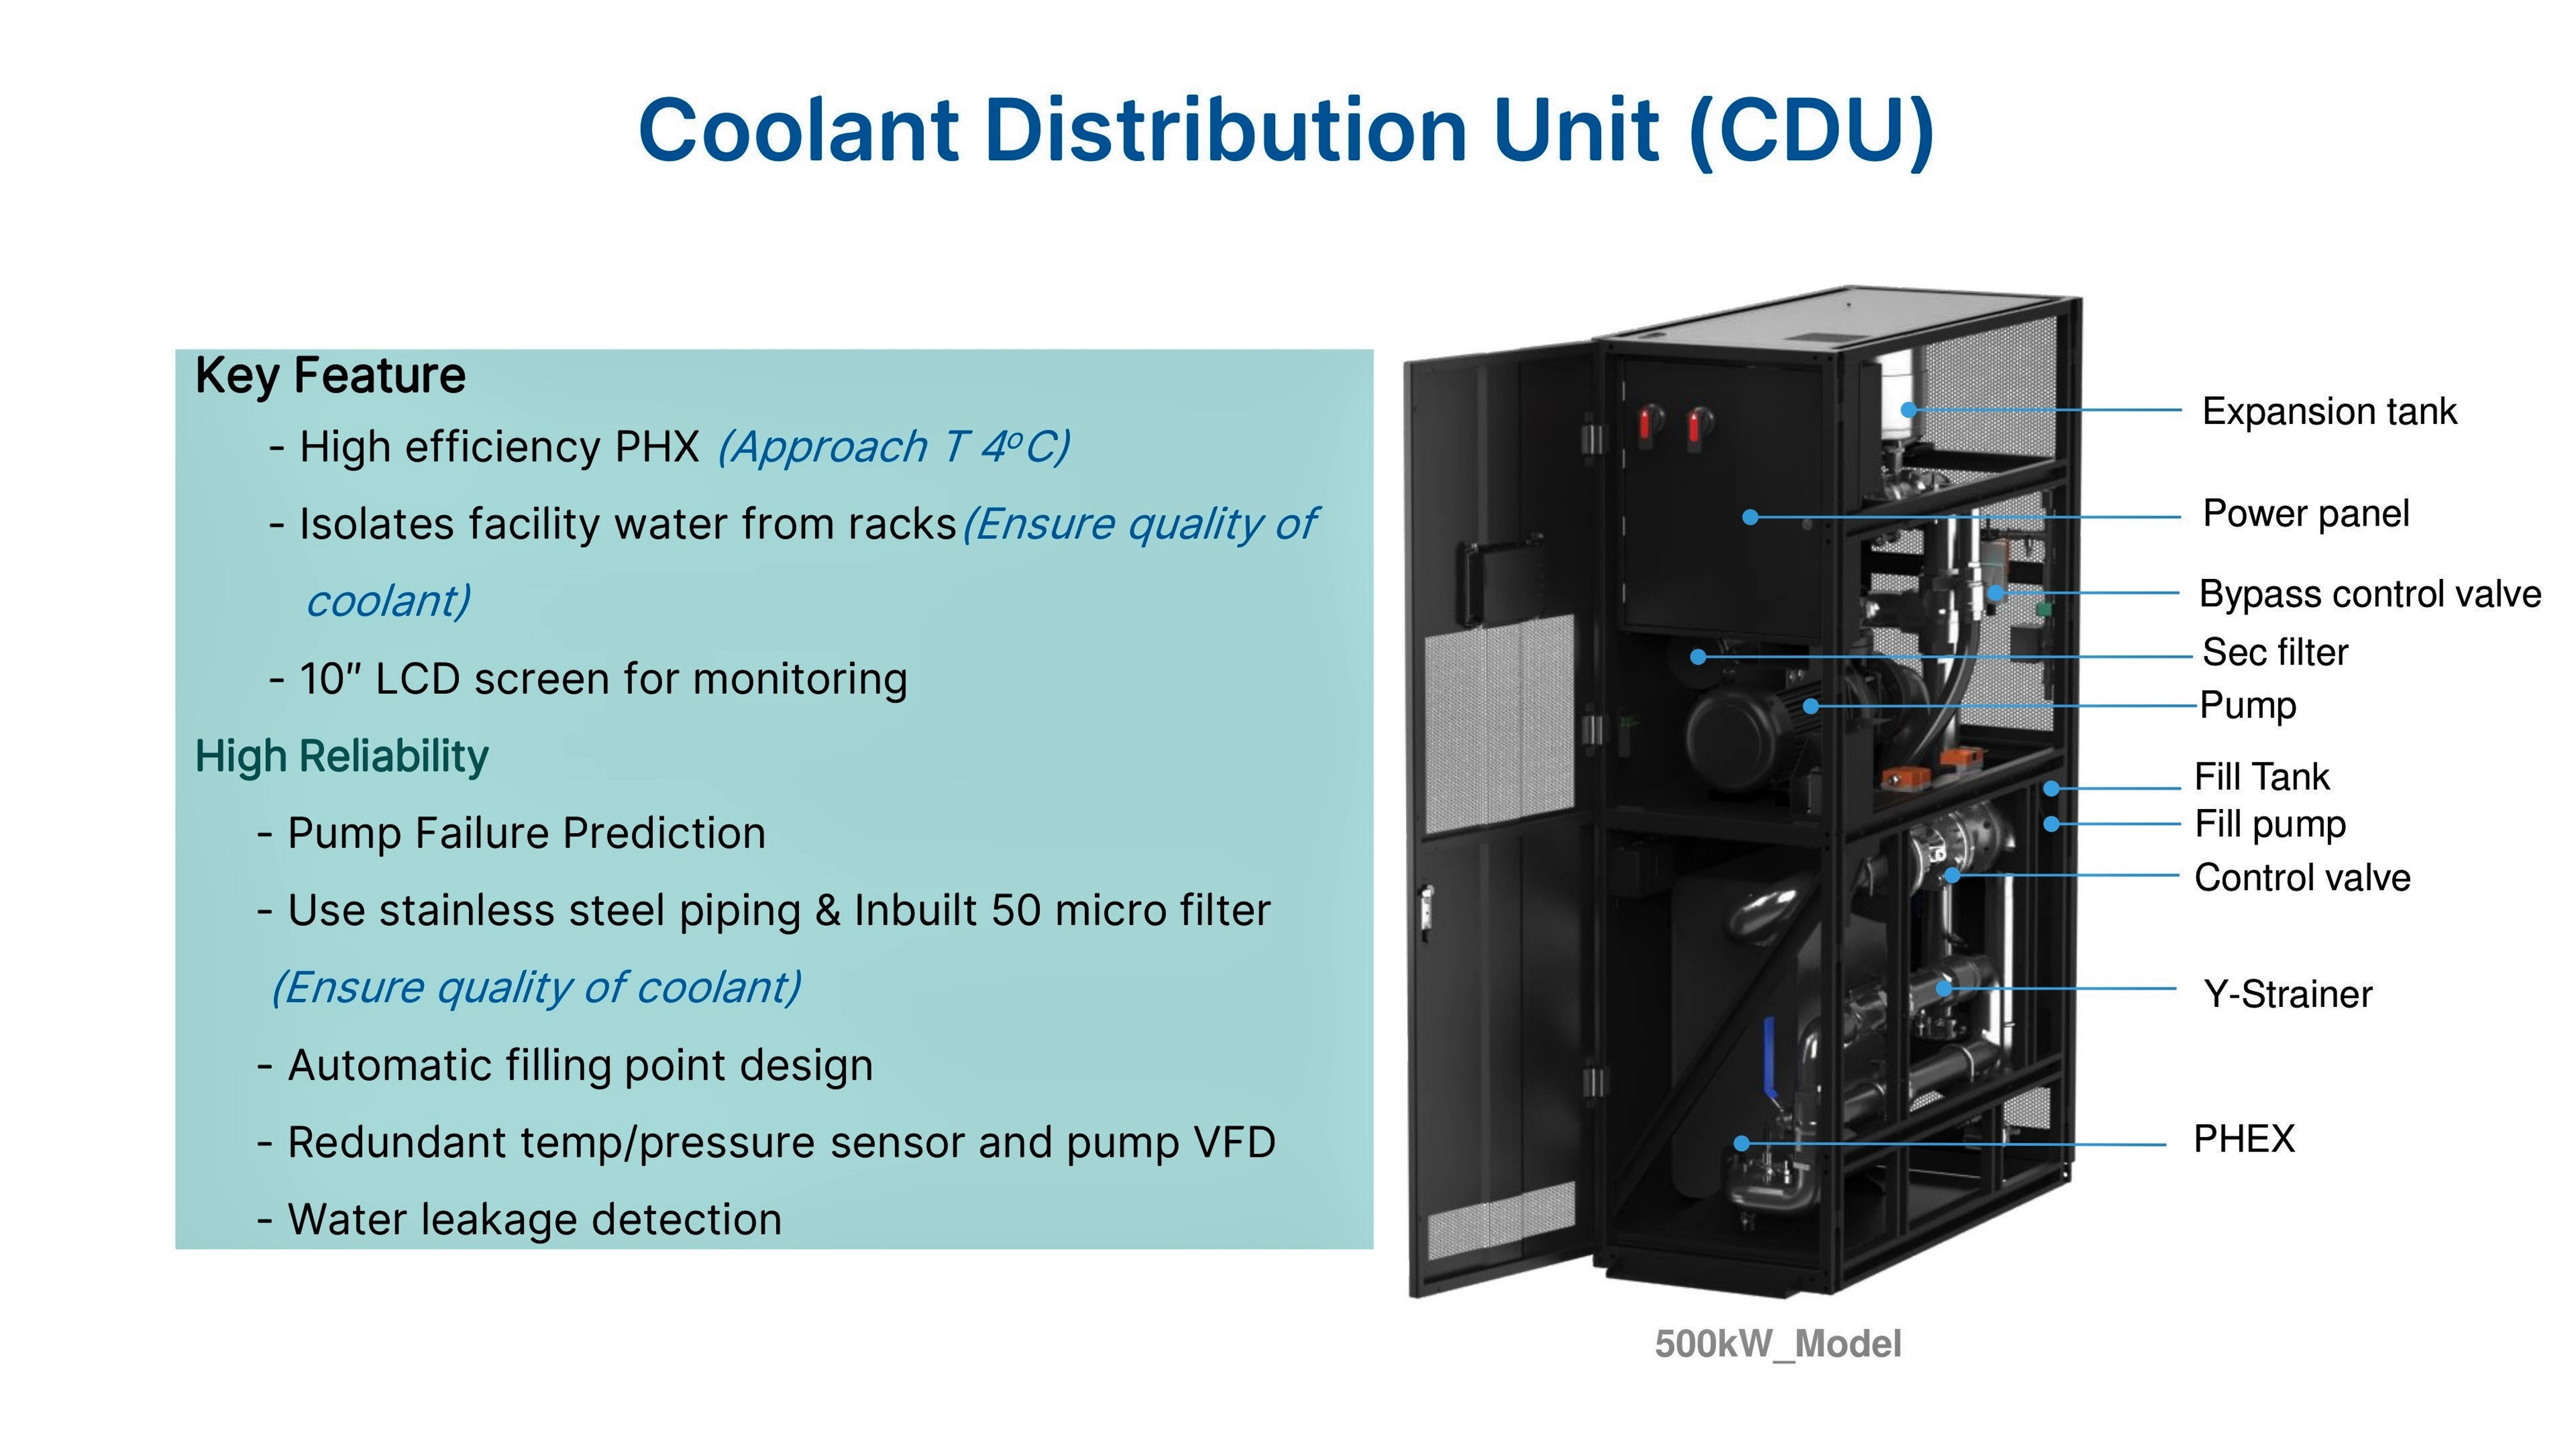 Coolant Distribution Unit (CDU)
Key Feature
- High efficiency PHX (Approach T 4ºC)
- Isolates facility water from racks(Ensure quality of
coolant)
- 10″ LCD screen for monitoring
High Reliability
- Pump Failure Prediction
- Use stainless steel piping & Inbuilt 50 micro filter
(Ensure quality of coolant)
- Automatic filling point design
- Redundant temp/pressure sensor and pump VFD
- Water leakage detection
Expansion tank
Power panel
Bypass control valve
Sec filter
Pump
Fill Tank
Fill pump
Control valve
Y-Strainer
PHEX
500kW_Model